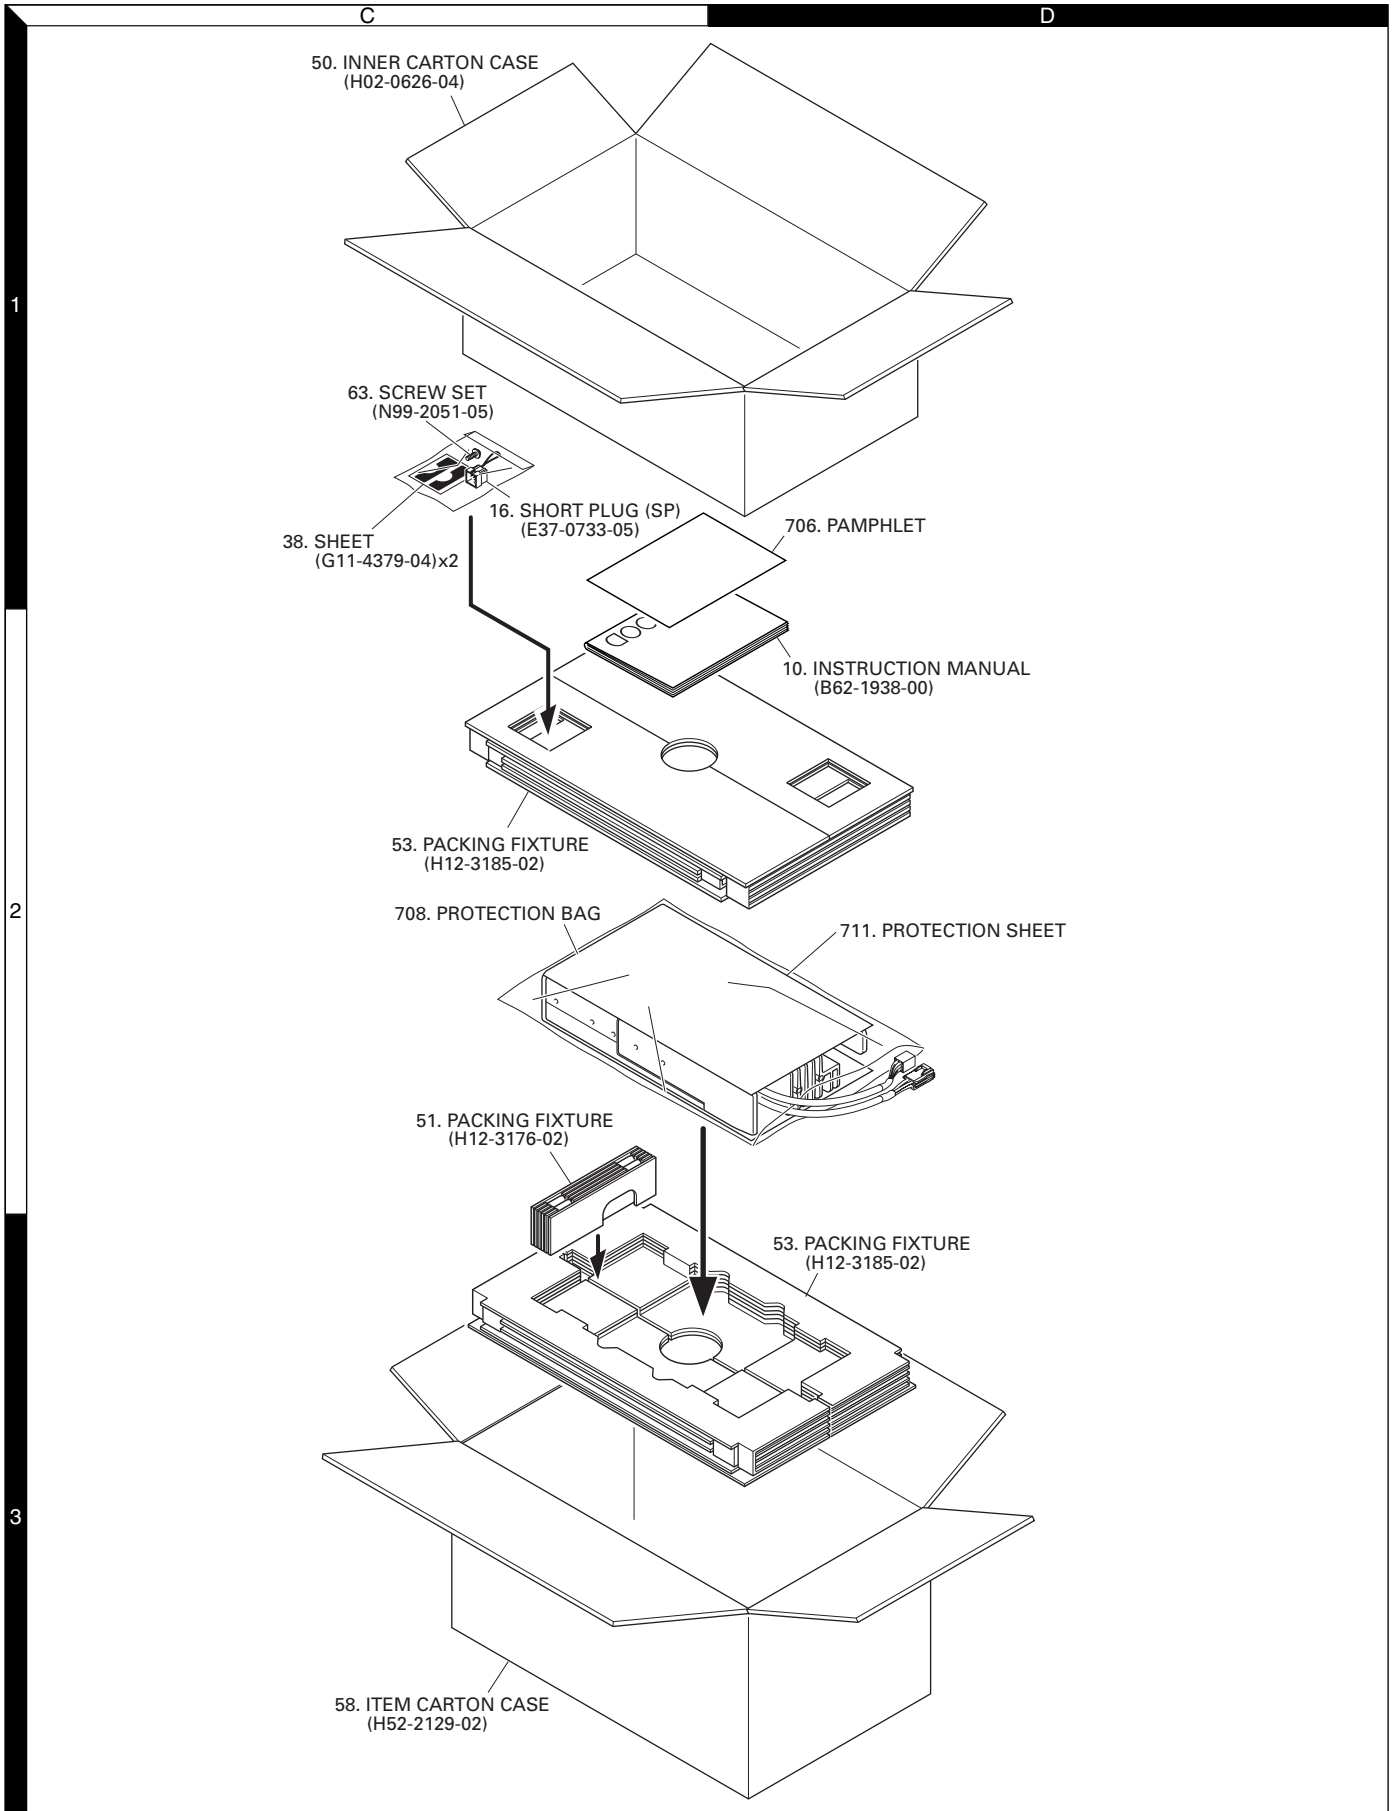 C
D
50. INNER CARTON CASE
(H02-0626-04)
1
63. SCREW SET
(N99-2051-05)
16. SHORT PLUG (SP)
(E37-0733-05)
706. PAMPHLET
38. SHEET
(G11-4379-04)x2
10. INSTRUCTION MANUAL
(B62-1938-00)
53. PACKING FIXTURE
(H12-3185-02)
2
708. PROTECTION BAG
711. PROTECTION SHEET
51. PACKING FIXTURE
(H12-3176-02)
53. PACKING FIXTURE
(H12-3185-02)
3
58. ITEM CARTON CASE
(H52-2129-02)